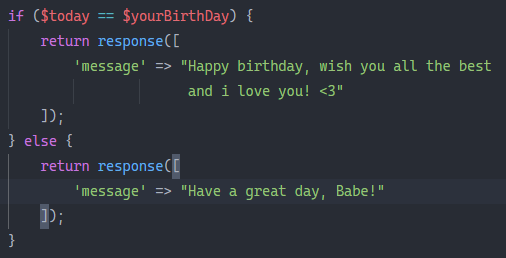 if ($today == $yourBirthDay) {
    return response([
        'message' => "Happy birthday, wish you all the best
                      and i love you! <3"
    ]);
} else {
    return response([
        'message' => "Have a great day, Babe!"
    ]);
}